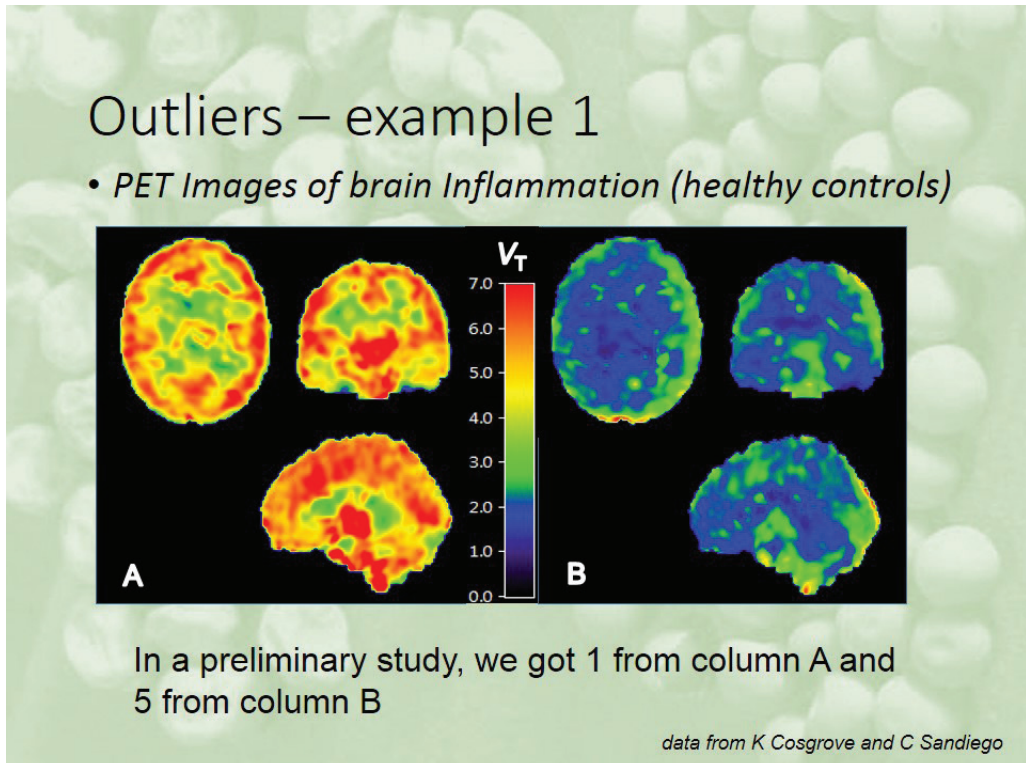 Outliers – example 1
• PET Images of brain Inflammation (healthy controls)
V_T
7.0
6.0
5.0
4.0
3.0
2.0
1.0
0.0
A
B
In a preliminary study, we got 1 from column A and
5 from column B
data from K Cosgrove and C Sandiego